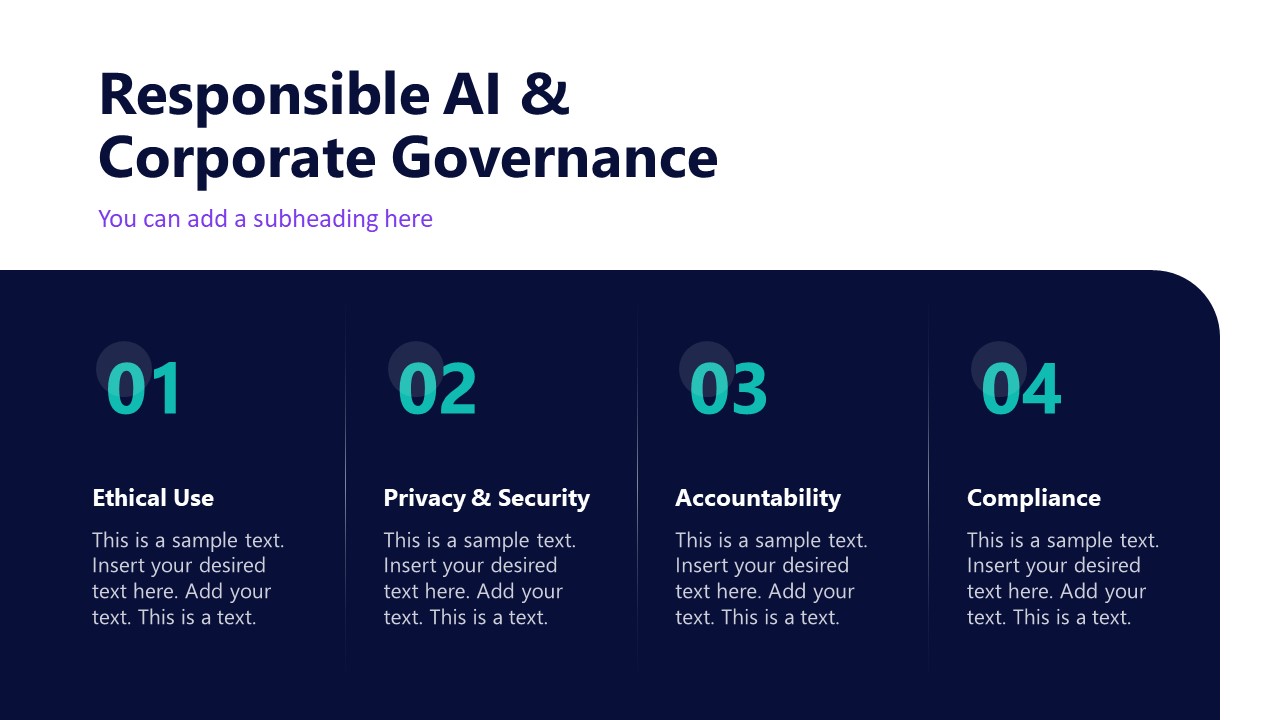 Responsible AI &
Corporate Governance
You can add a subheading here
01
Ethical Use
This is a sample text.
Insert your desired
text here. Add your
text. This is a text.
02
Privacy & Security
This is a sample text.
Insert your desired
text here. Add your
text. This is a text.
03
Accountability
This is a sample text.
Insert your desired
text here. Add your
text. This is a text.
04
Compliance
This is a sample text.
Insert your desired
text here. Add your
text. This is a text.